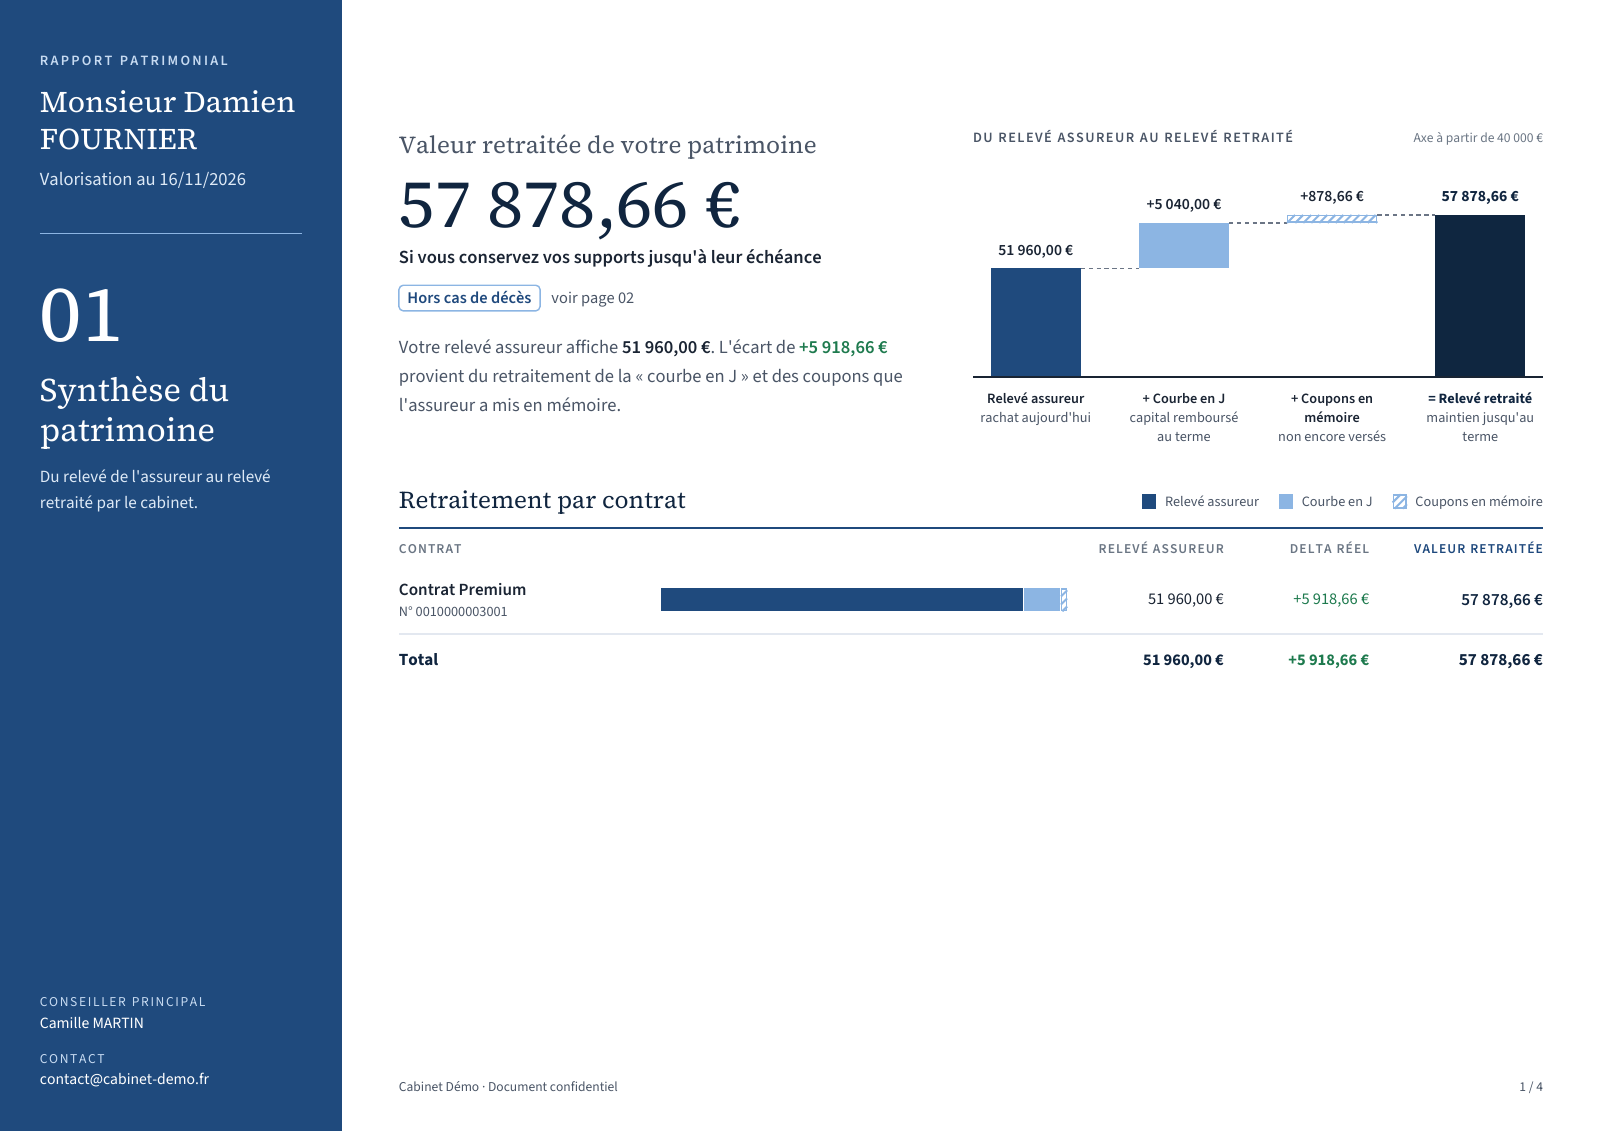 RAPPORT PATRIMONIAL
Monsieur Damien
FOURNIER
Valorisation au 16/11/2026
01
Synthèse du
patrimoine
Du relevé de l'assureur au relevé
retraité par le cabinet.
CONSEILLER PRINCIPAL
Camille MARTIN
CONTACT
contact@cabinet-demo.fr
Valeur retraitée de votre patrimoine
57 878,66 €
Si vous conservez vos supports jusqu'à leur échéance
Hors cas de décès voir page 02
Votre relevé assureur affiche 51 960,00 €. L'écart de +5 918,66 €
provient du retraitement de la « courbe en J » et des coupons que
l'assureur a mis en mémoire.
DU RELEVÉ ASSUREUR AU RELEVÉ RETRAITÉ Axe à partir de 40 000 €
51 960,00 € +5 040,00 € +878,66 € 57 878,66 €
Relevé assureur
rachat aujourd'hui
+ Courbe en J
capital remboursé
au terme
+ Coupons en
mémoire
non encore versés
= Relevé retraité
maintien jusqu'au
terme
Retraitement par contrat
Relevé assureur Courbe en J Coupons en mémoire
CONTRAT RELEVÉ ASSUREUR DELTA RÉEL VALEUR RETRAITÉE
Contrat Premium
N° 0010000003001
51 960,00 € +5 918,66 € 57 878,66 €
Total 51 960,00 € +5 918,66 € 57 878,66 €
Cabinet Démo · Document confidentiel 1 / 4